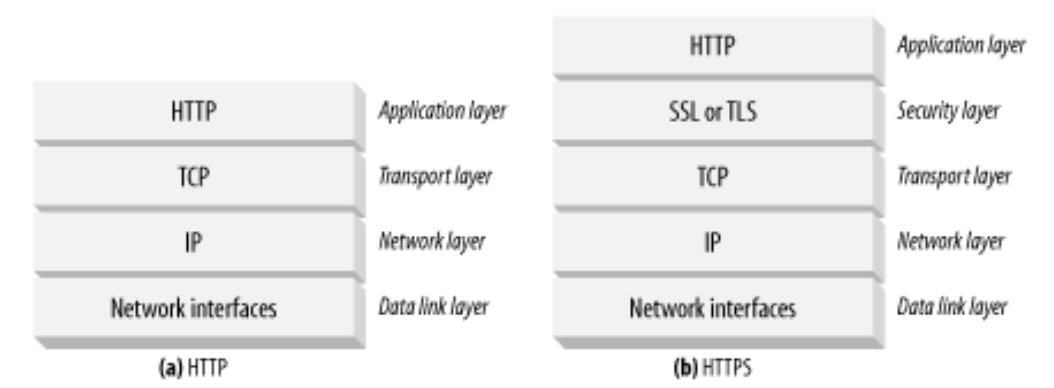 HTTP Application layer
TCP Transport layer
IP Network layer
Network interfaces Data link layer
(a) HTTP
HTTP Application layer
SSL or TLS Security layer
TCP Transport layer
IP Network layer
Network interfaces Data link layer
(b) HTTPS